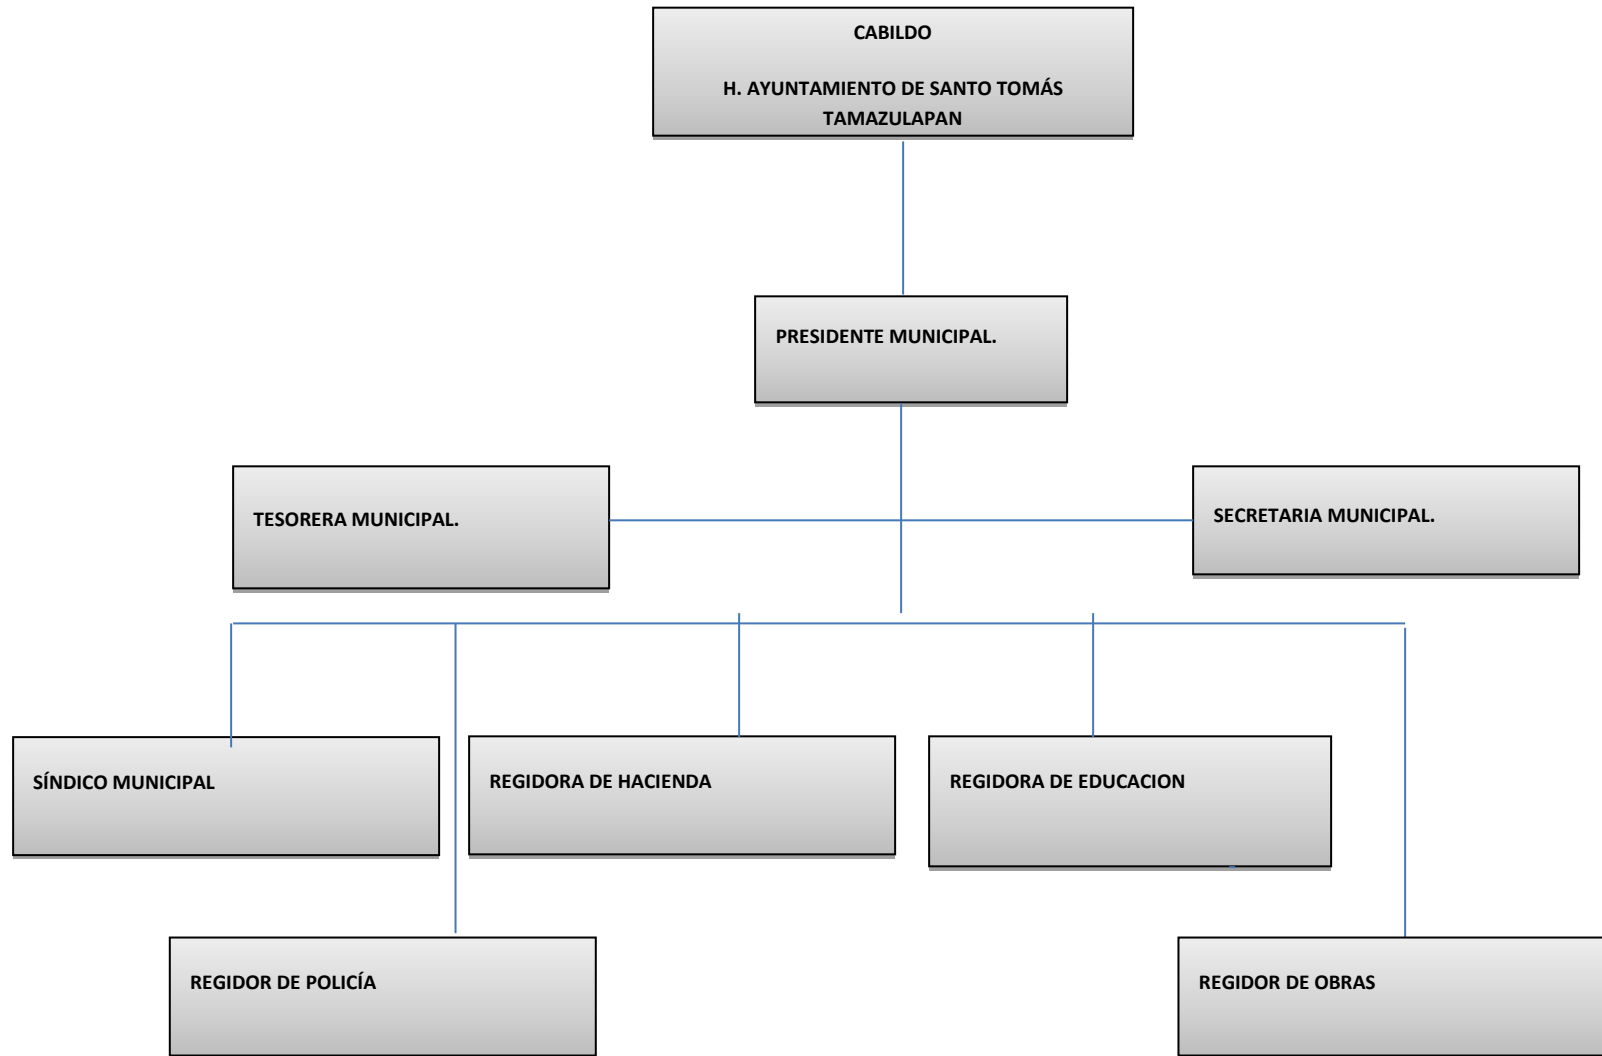 CABILDO
H. AYUNTAMIENTO DE SANTO TOMÁS
TAMAZULAPAN
PRESIDENTE MUNICIPAL.
TESORERA MUNICIPAL.
SECRETARIA MUNICIPAL.
SÍNDICO MUNICIPAL
REGIDORA DE HACIENDA
REGIDORA DE EDUCACION
REGIDOR DE POLICÍA
REGIDOR DE OBRAS